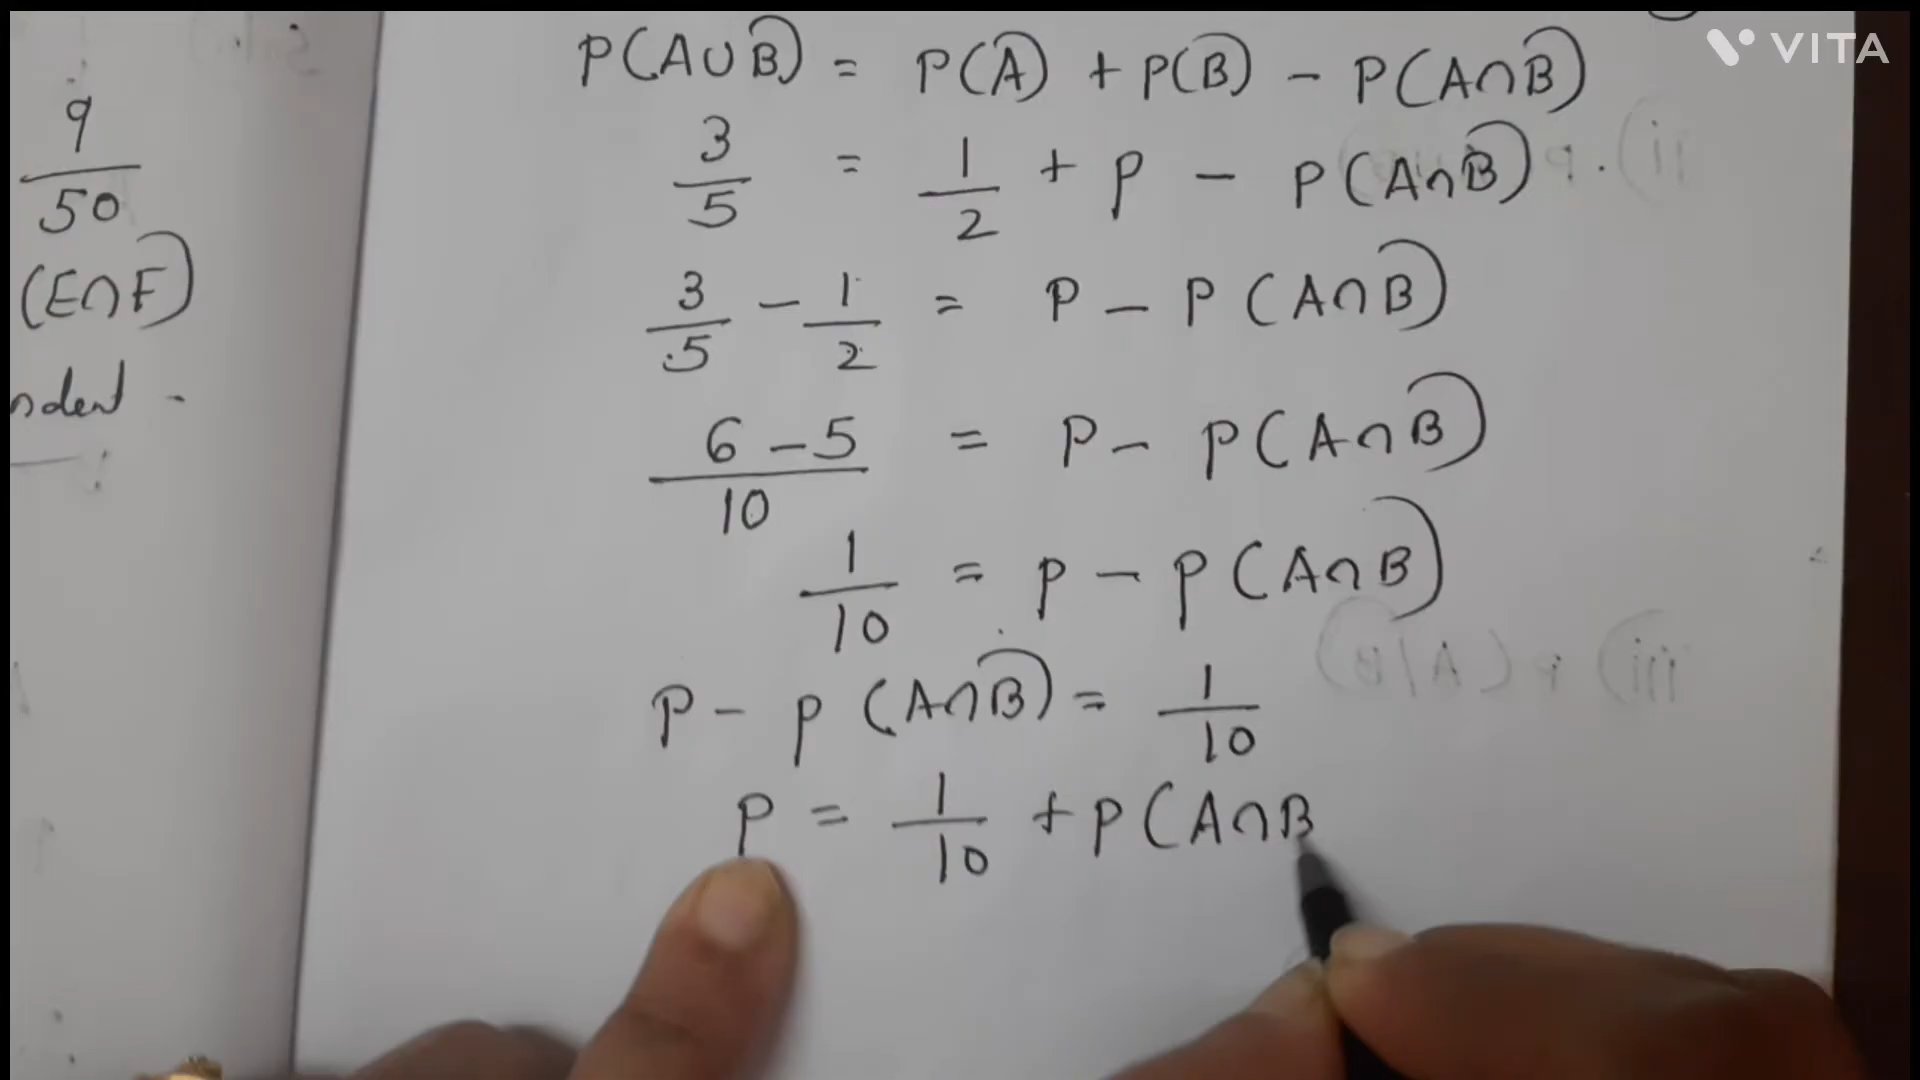 VITA
9
50
(E∩F)
ndent -
P(A∪B) = P(A) + P(B) - P(A∩B)
3/5 = 1/2 + P - P(A∩B).
3/5 - 1/2 = P - P(A∩B)
6-5/10 = P - P(A∩B)
1/10 = P - P(A∩B)
P - P(A∩B) = 1/10
P = 1/10 + P(A∩B